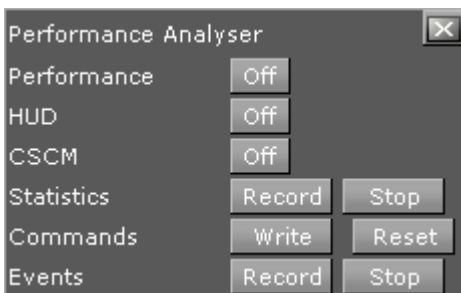 Performance Analyser
Performance Off
HUD Off
CSCM Off
Statistics Record Stop
Commands Write Reset
Events Record Stop